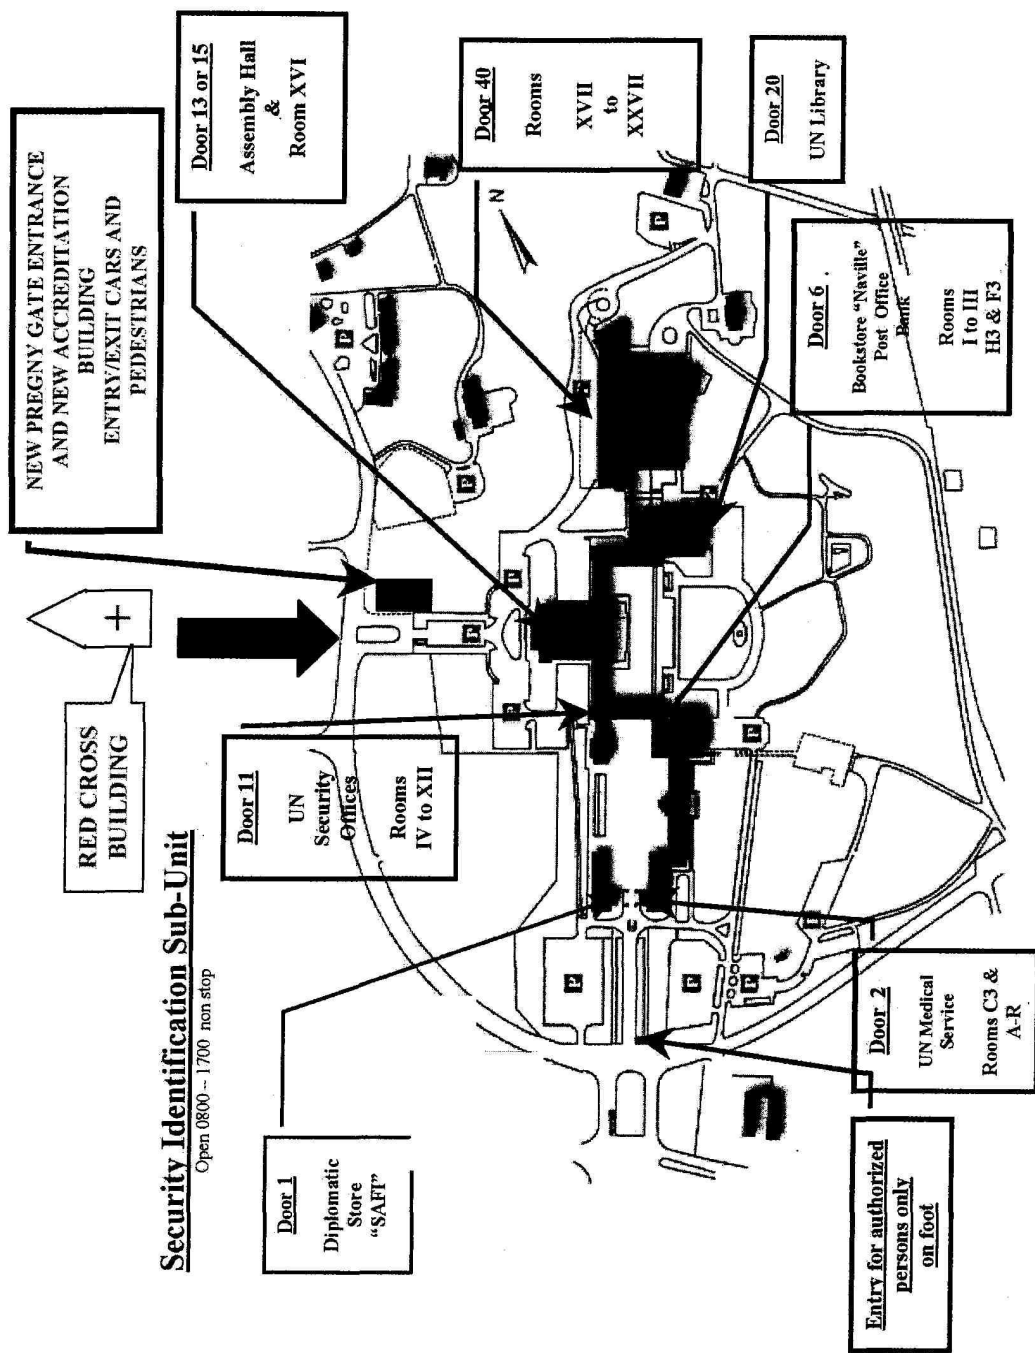 NEW PREGNY GATE ENTRANCE
AND NEW ACCREDITATION
BUILDING
ENTRY/EXIT CARS AND
PEDESTRIANS
RED CROSS
BUILDING
Security Identification Sub-Unit
Open 0800 – 1700 non stop
Door 13 or 15
Assembly Hall
&
Room XVI
Door 11
UN
Security
Offices
Rooms
IV to XII
Door 1
Diplomatic
Store
"SAFI"
Door 40
Rooms
XVII
to
XXVII
N
P
P
P
P
P
P
P
P
P
P
P
P
P
Door 20
UN Library
Door 6 .
Bookstore "Naville"
Post Office
Bank
Rooms
I to III
H3 & F3
Door 2
UN Medical
Service
Rooms C3 &
A-R
Entry for authorized
persons only
on foot